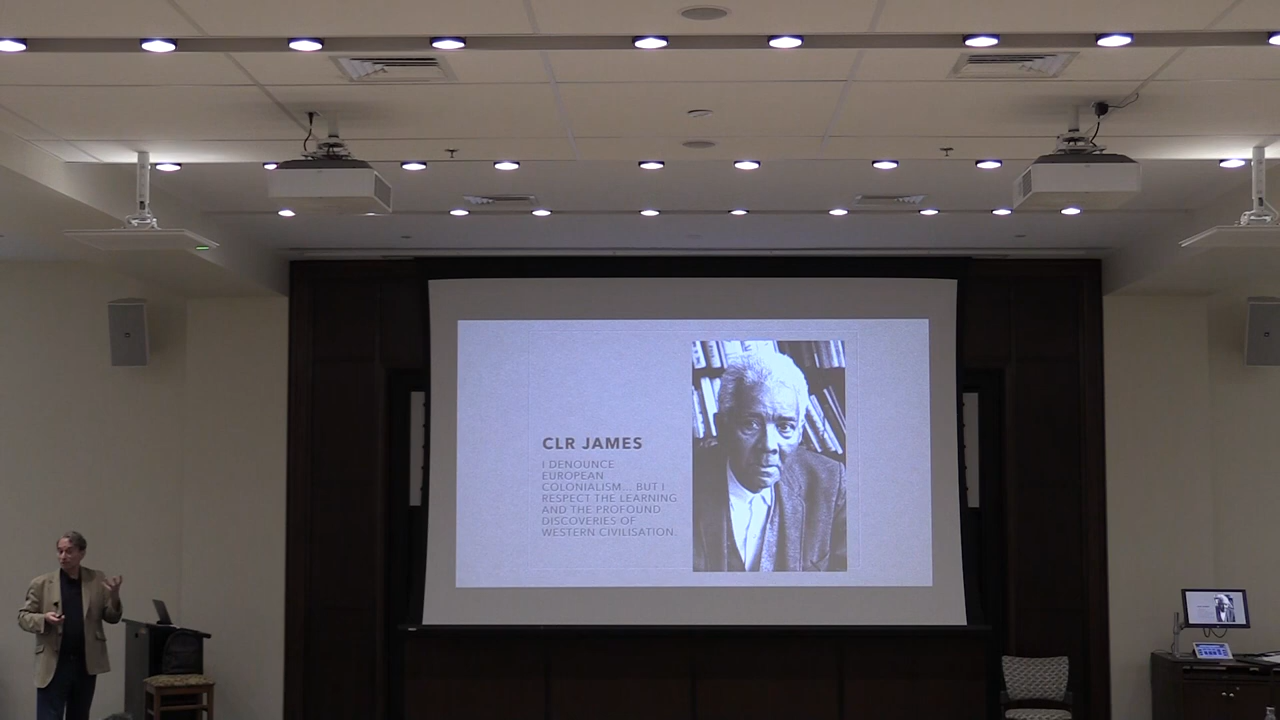 CLR JAMES
I DENOUNCE
EUROPEAN
COLONIALISM... BUT I
RESPECT THE LEARNING
AND THE PROFOUND
DISCOVERIES OF
WESTERN CIVILISATION.